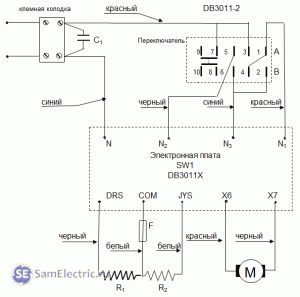 клемная колодка
красный
DB3011-2
C1
Переключатель
9 7 5 3 1
A
10 8 6 4 2
B
синий
черный
синий
красный
N N2 N3 N1
Электронная плата
SW1
DB3011X
DRS COM JYS X6 X7
черный
белый
F
белый
красный
черный
SamElectric.ru
R1 R2
M